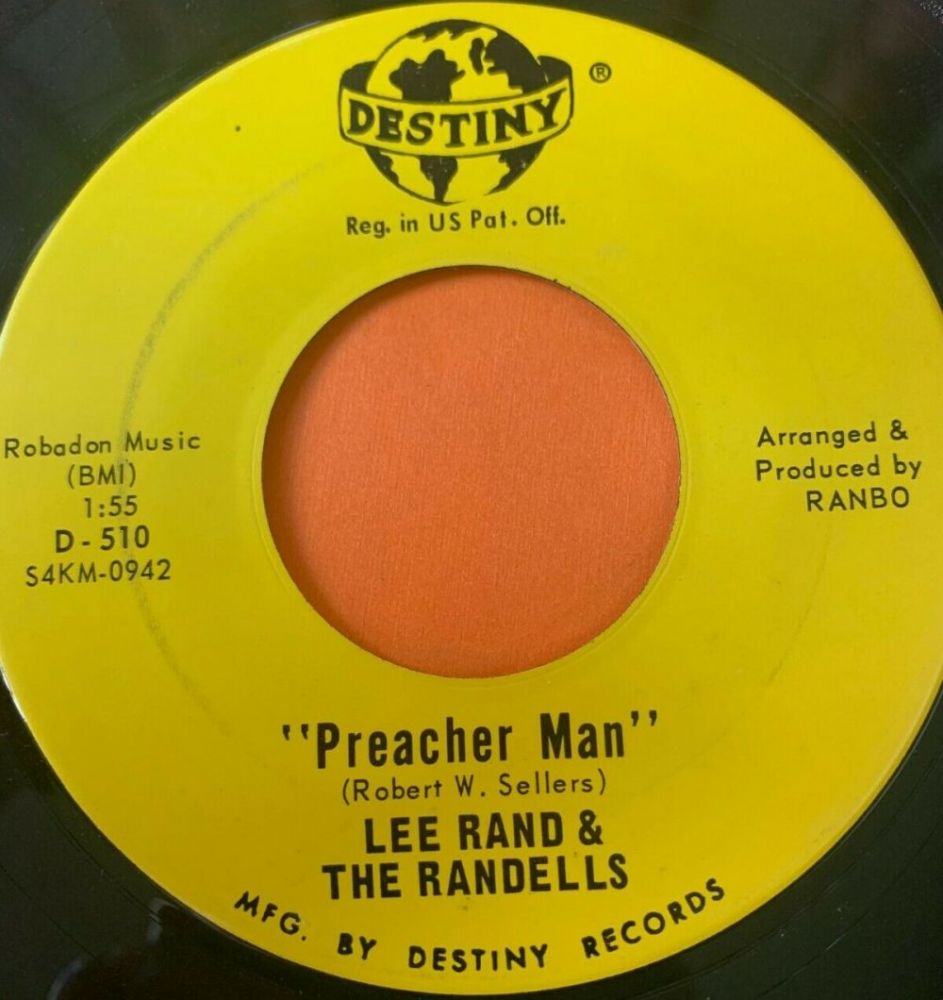 DESTINY ®
Reg. in US Pat. Off.
Robadon Music
(BMI)
1:55
D-510
S4KM-0942
Arranged &
Produced by
RANBO
"Preacher Man"
(Robert W. Sellers)
LEE RAND &
THE RANDELLS
MFG. BY DESTINY RECORDS